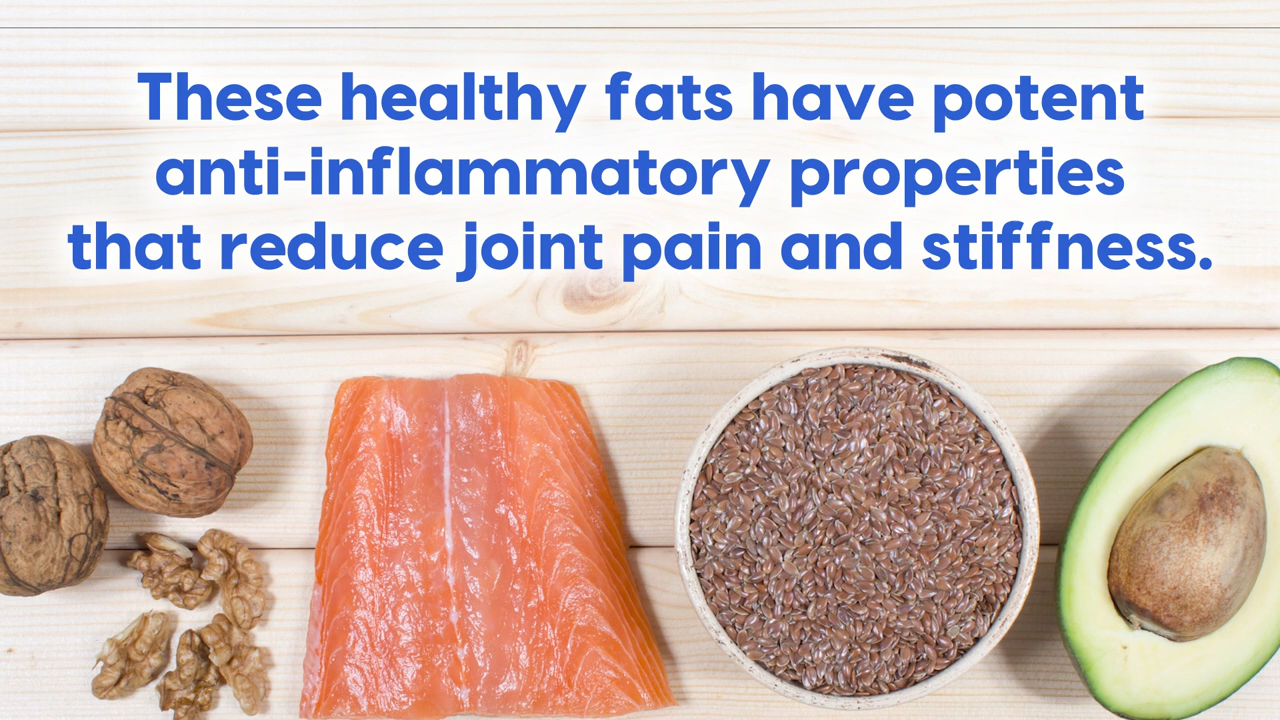 These healthy fats have potent
anti-inflammatory properties
that reduce joint pain and stiffness.